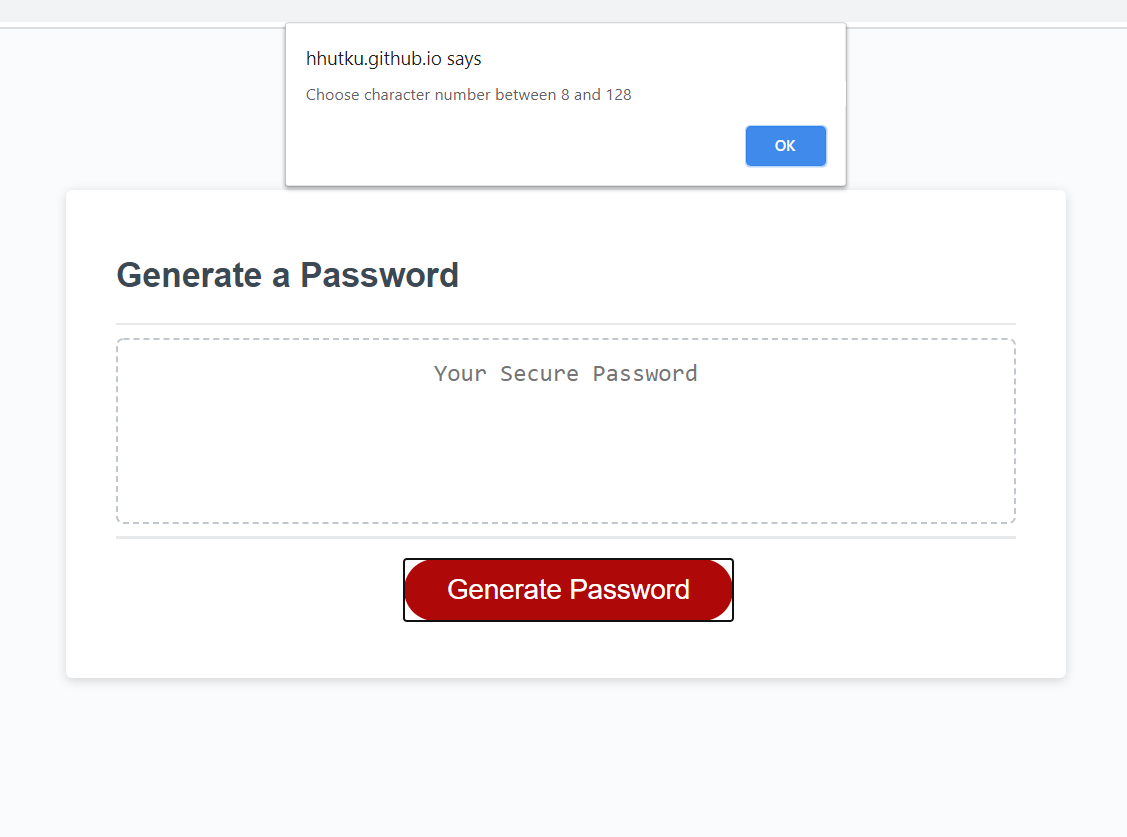 hhutku.github.io says
Choose character number between 8 and 128
OK
Generate a Password
Your Secure Password
Generate Password